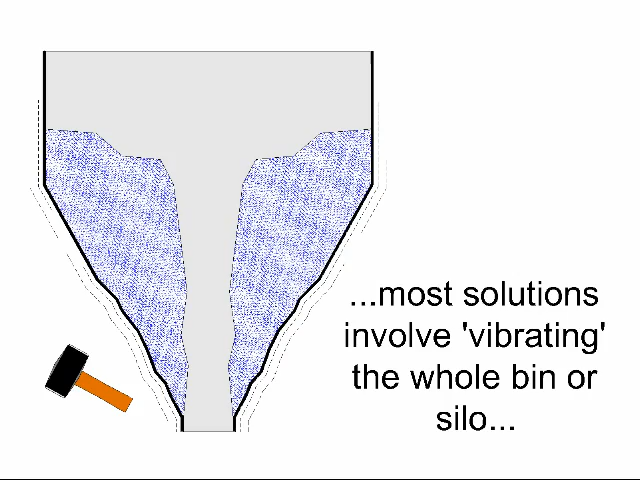 ...most solutions
involve 'vibrating'
the whole bin or
silo...